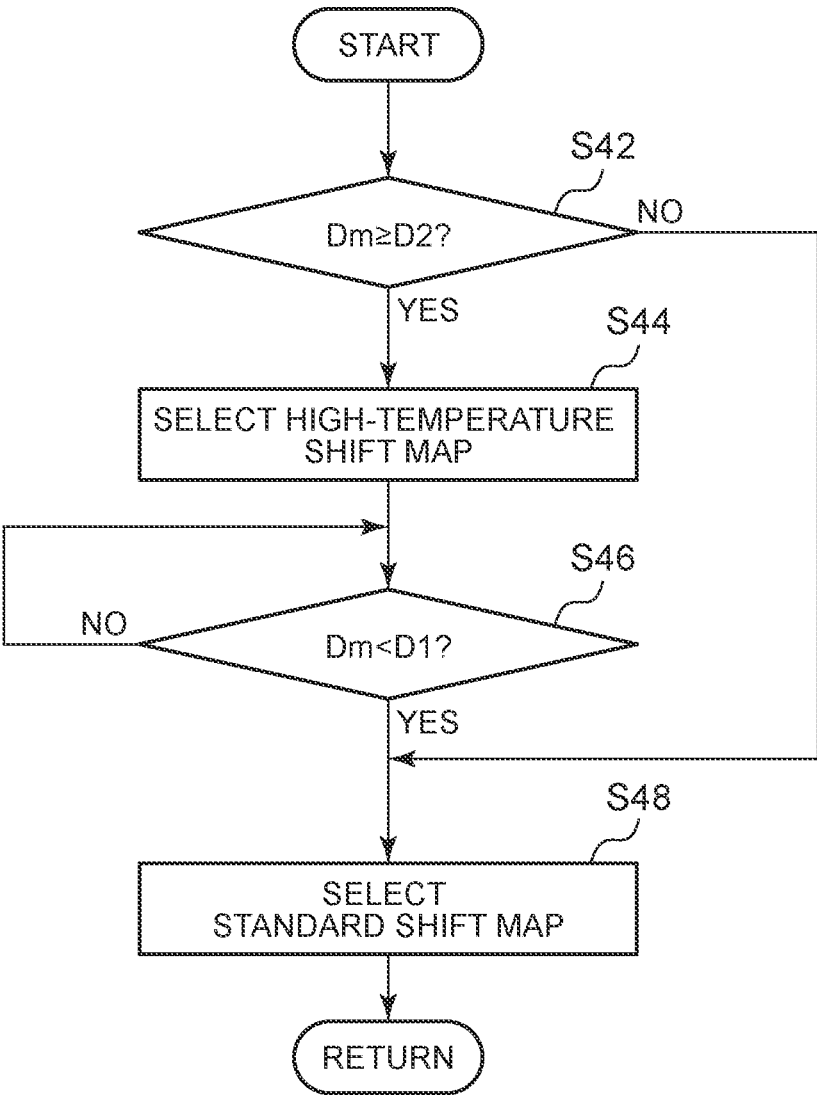 START
S42
Dm≥D2?
NO
YES
S44
SELECT HIGH-TEMPERATURE
SHIFT MAP
S46
NO
Dm<D1?
YES
S48
SELECT
STANDARD SHIFT MAP
RETURN